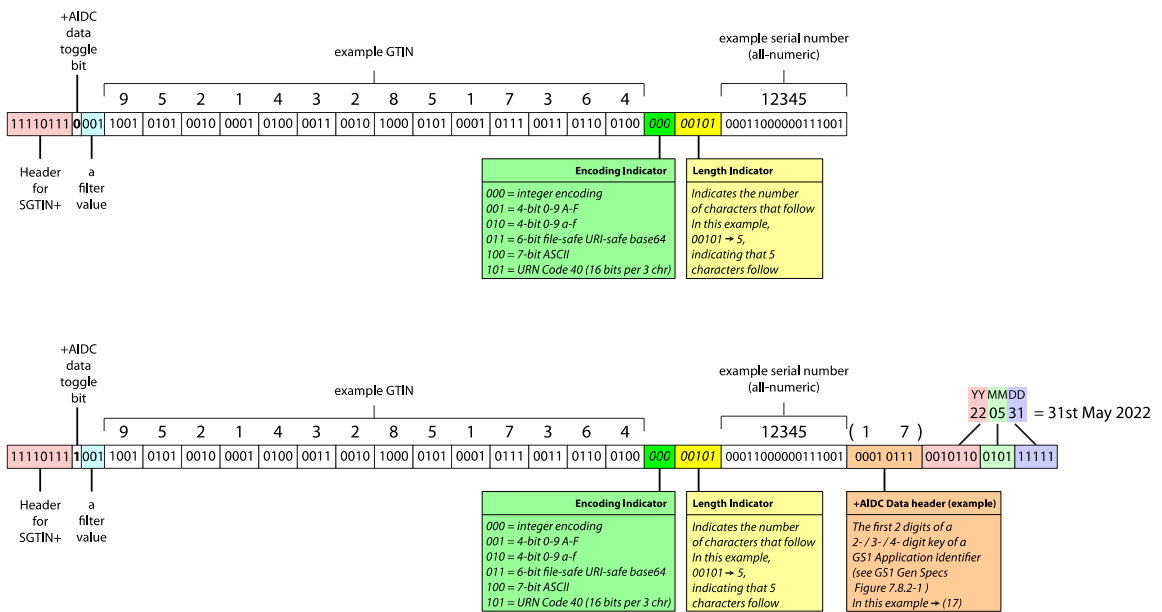 +AIDC
data
toggle
bit
example GTIN
example serial number
(all-numeric)
9 5 2 1 4 3 2 8 5 1 7 3 6 4
12345
11110111 0 001 1001 0101 0010 0001 0100 0011 0010 1000 0101 0001 0111 0011 0110 0100 000 00101 00011000000111001
Header
for
SGTIN+
a
filter
value
Encoding Indicator
000 = integer encoding
001 = 4-bit 0-9 A-F
010 = 4-bit 0-9 a-f
011 = 6-bit file-safe URI-safe base64
100 = 7-bit ASCII
101 = URN Code 40 (16 bits per 3 chr)
Length Indicator
Indicates the number
of characters that follow
In this example,
00101 → 5,
indicating that 5
characters follow
+AIDC
data
toggle
bit
example GTIN
example serial number
(all-numeric)
YY MM DD
22 05 31 = 31st May 2022
9 5 2 1 4 3 2 8 5 1 7 3 6 4
12345
( 1 7 )
11110111 1 001 1001 0101 0010 0001 0100 0011 0010 1000 0101 0001 0111 0011 0110 0100 000 00101 00011000000111001 0001 0111 0010110 0101 11111
Header
for
SGTIN+
a
filter
value
Encoding Indicator
000 = integer encoding
001 = 4-bit 0-9 A-F
010 = 4-bit 0-9 a-f
011 = 6-bit file-safe URI-safe base64
100 = 7-bit ASCII
101 = URN Code 40 (16 bits per 3 chr)
Length Indicator
Indicates the number
of characters that follow
In this example,
00101 → 5,
indicating that 5
characters follow
+AIDC Data header (example)
The first 2 digits of a
2- / 3- / 4- digit key of a
GS1 Application Identifier
(see GS1 Gen Specs
Figure 7.8.2-1 )
In this example → (17)